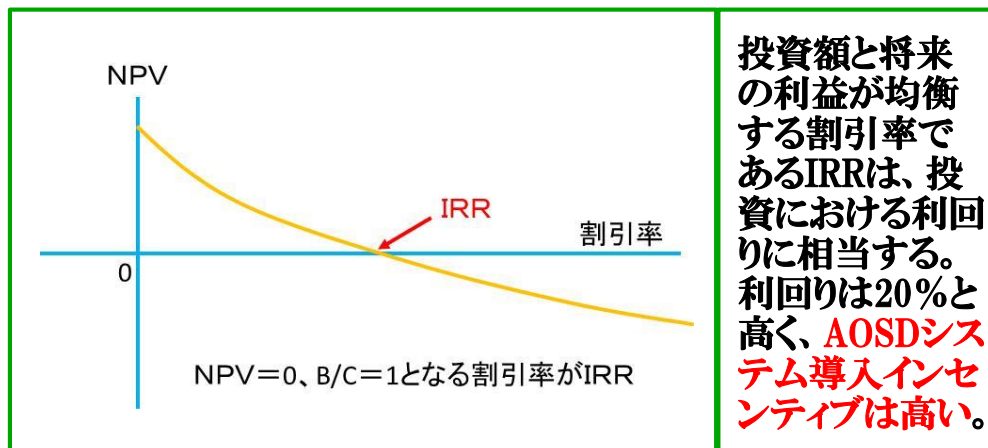 NPV
IRR
割引率
0
NPV＝0、B/C＝1となる割引率がIRR
投資額と将来
の利益が均衡
する割引率で
あるIRRは、投
資における利回
りに相当する。
利回りは20％と
高く、AOSDシス
テム導入インセ
ンティブは高い。